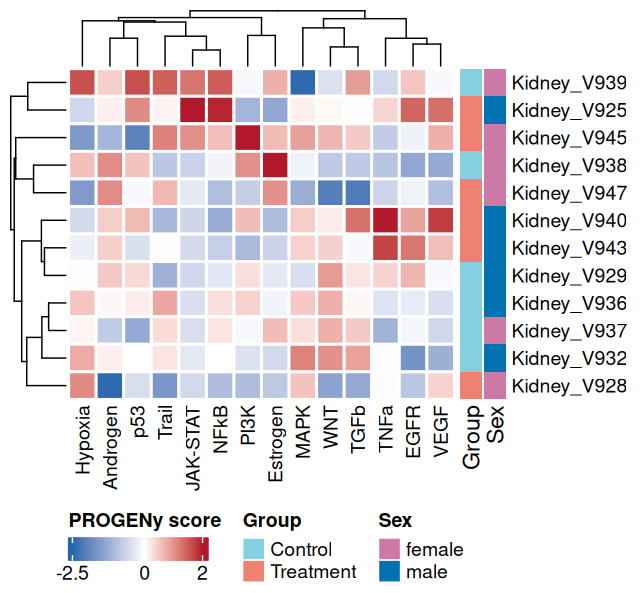 Kidney_V939
Kidney_V925
Kidney_V945
Kidney_V938
Kidney_V947
Kidney_V940
Kidney_V943
Kidney_V929
Kidney_V936
Kidney_V937
Kidney_V932
Kidney_V928
Hypoxia
Androgen
p53
Trail
JAK-STAT
NFkB
PI3K
Estrogen
MAPK
WNT
TGFb
TNFa
EGFR
VEGF
Group
Sex
PROGENy score
-2.5 0 2
Group
Control
Treatment
Sex
female
male